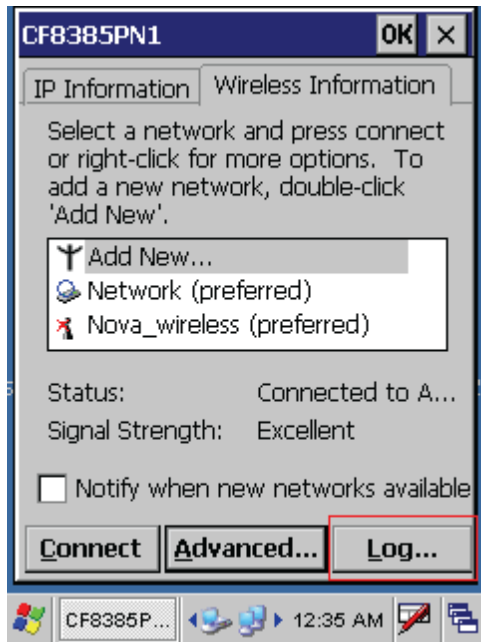 CF8385PN1 OK ×
IP Information Wireless Information
Select a network and press connect
or right-click for more options. To
add a new network, double-click
'Add New'.
Add New...
Network (preferred)
Nova_wireless (preferred)
Status: Connected to A...
Signal Strength: Excellent
Notify when new networks available
Connect Advanced... Log...
CF8385P... 12:35 AM